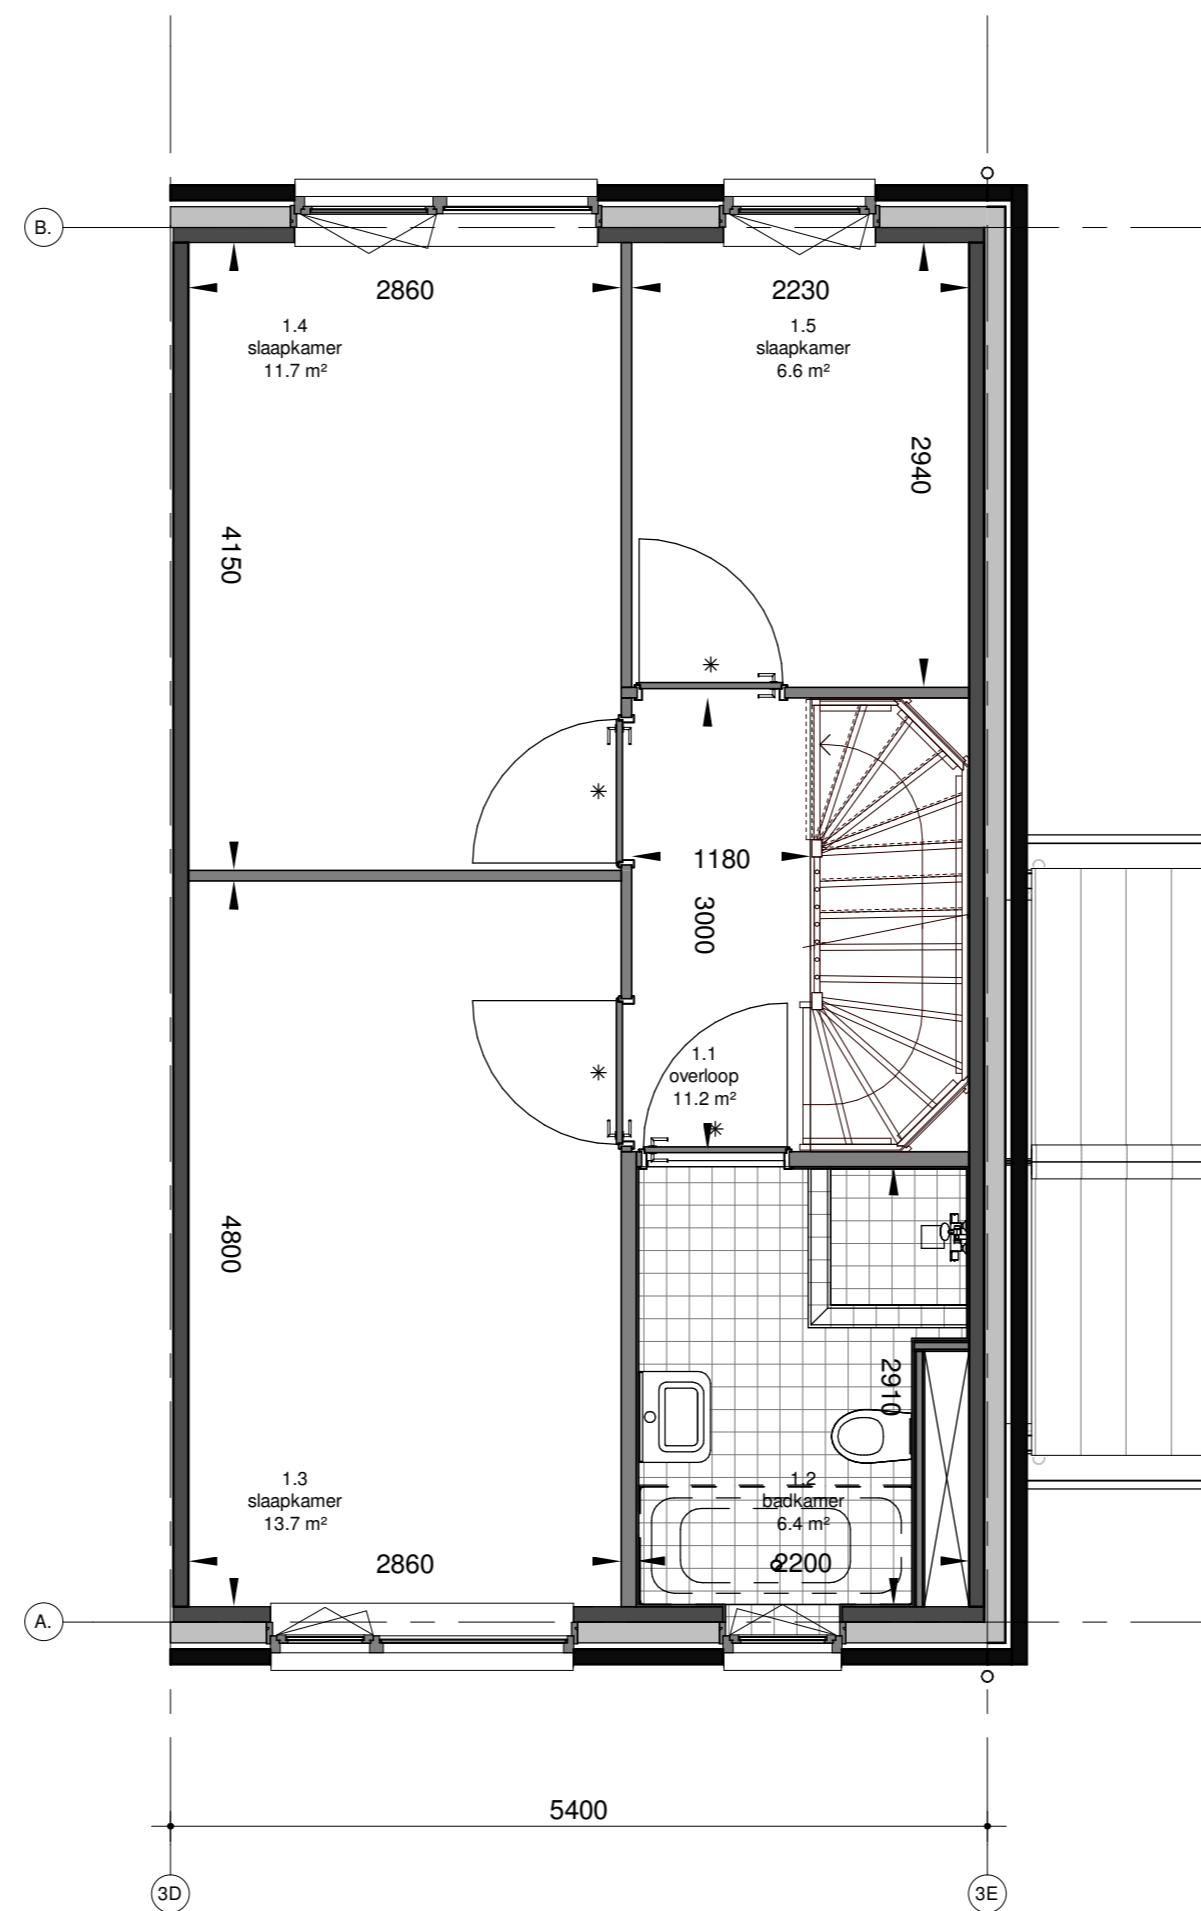 B.
2860
2230
1.4
slaapkamer
11.7 m²
1.5
slaapkamer
6.6 m²
2940
4150
1180
3000
1.1
overloop
11.2 m²
4800
2910
1.3
slaapkamer
13.7 m²
1.2
badkamer
6.4 m²
2860
2200
A.
5400
3D
3E